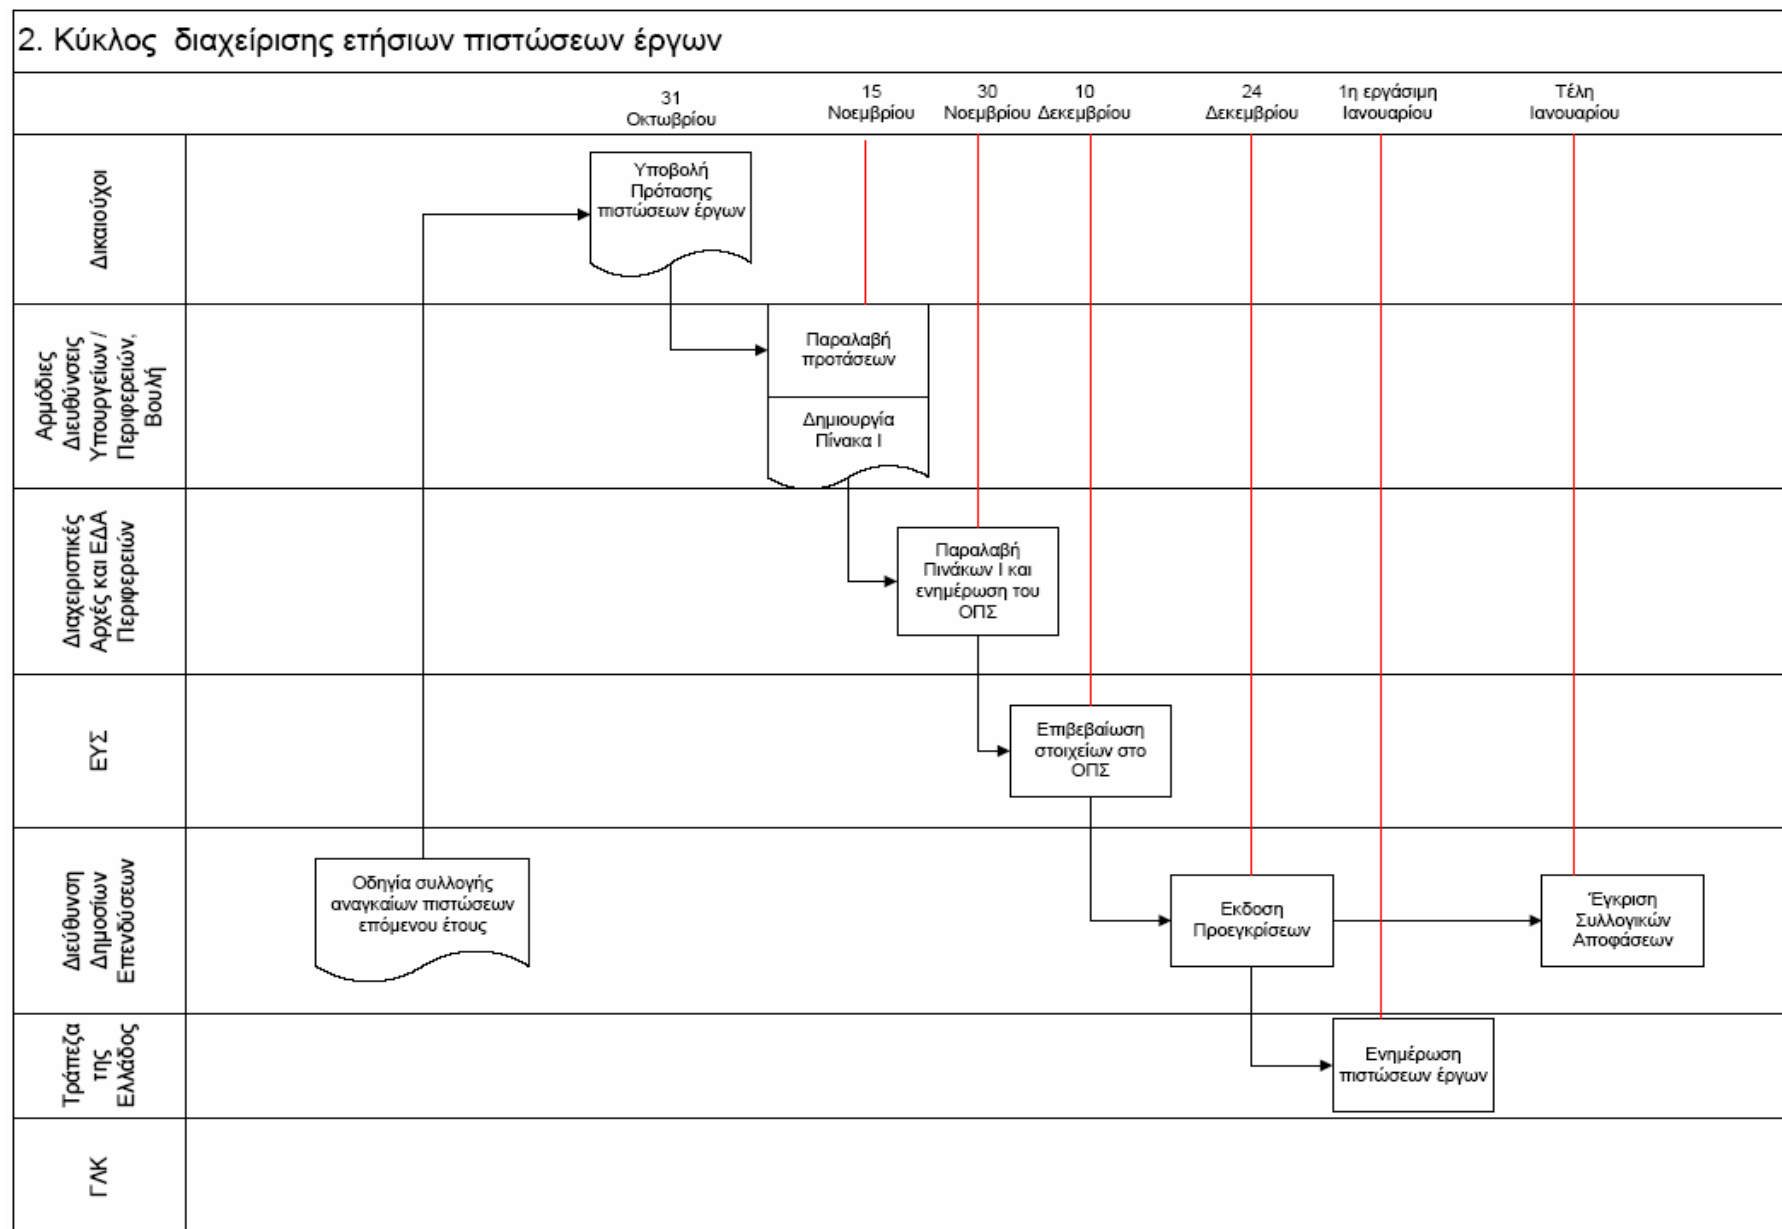 2. Κύκλος διαχείρισης ετήσιων πιστώσεων έργων
31
Οκτωβρίου
15
Νοεμβρίου
30
Νοεμβρίου
10
Δεκεμβρίου
24
Δεκεμβρίου
1η εργάσιμη
Ιανουαρίου
Τέλη
Ιανουαρίου
Δικαιούχοι
Υποβολή
Πρότασης
πιστώσεων έργων
Αρμόδιες
Διευθύνσεις
Υπουργείων /
Περιφερειών,
Βουλή
Παραλαβή
προτάσεων
Δημιουργία
Πίνακα Ι
Διαχειριστικές
Αρχές και ΕΔΑ
Περιφερειών
Παραλαβή
Πινάκων Ι και
ενημέρωση του
ΟΠΣ
ΕΥΣ
Επιβεβαίωση
στοιχείων στο
ΟΠΣ
Διεύθυνση
Δημοσίων
Επενδύσεων
Οδηγία συλλογής
αναγκαίων πιστώσεων
επόμενου έτους
Εκδοση
Προεγκρίσεων
Έγκριση
Συλλογικών
Αποφάσεων
Τράπεζα
της
Ελλάδος
Ενημέρωση
πιστώσεων έργων
ΓΛΚ